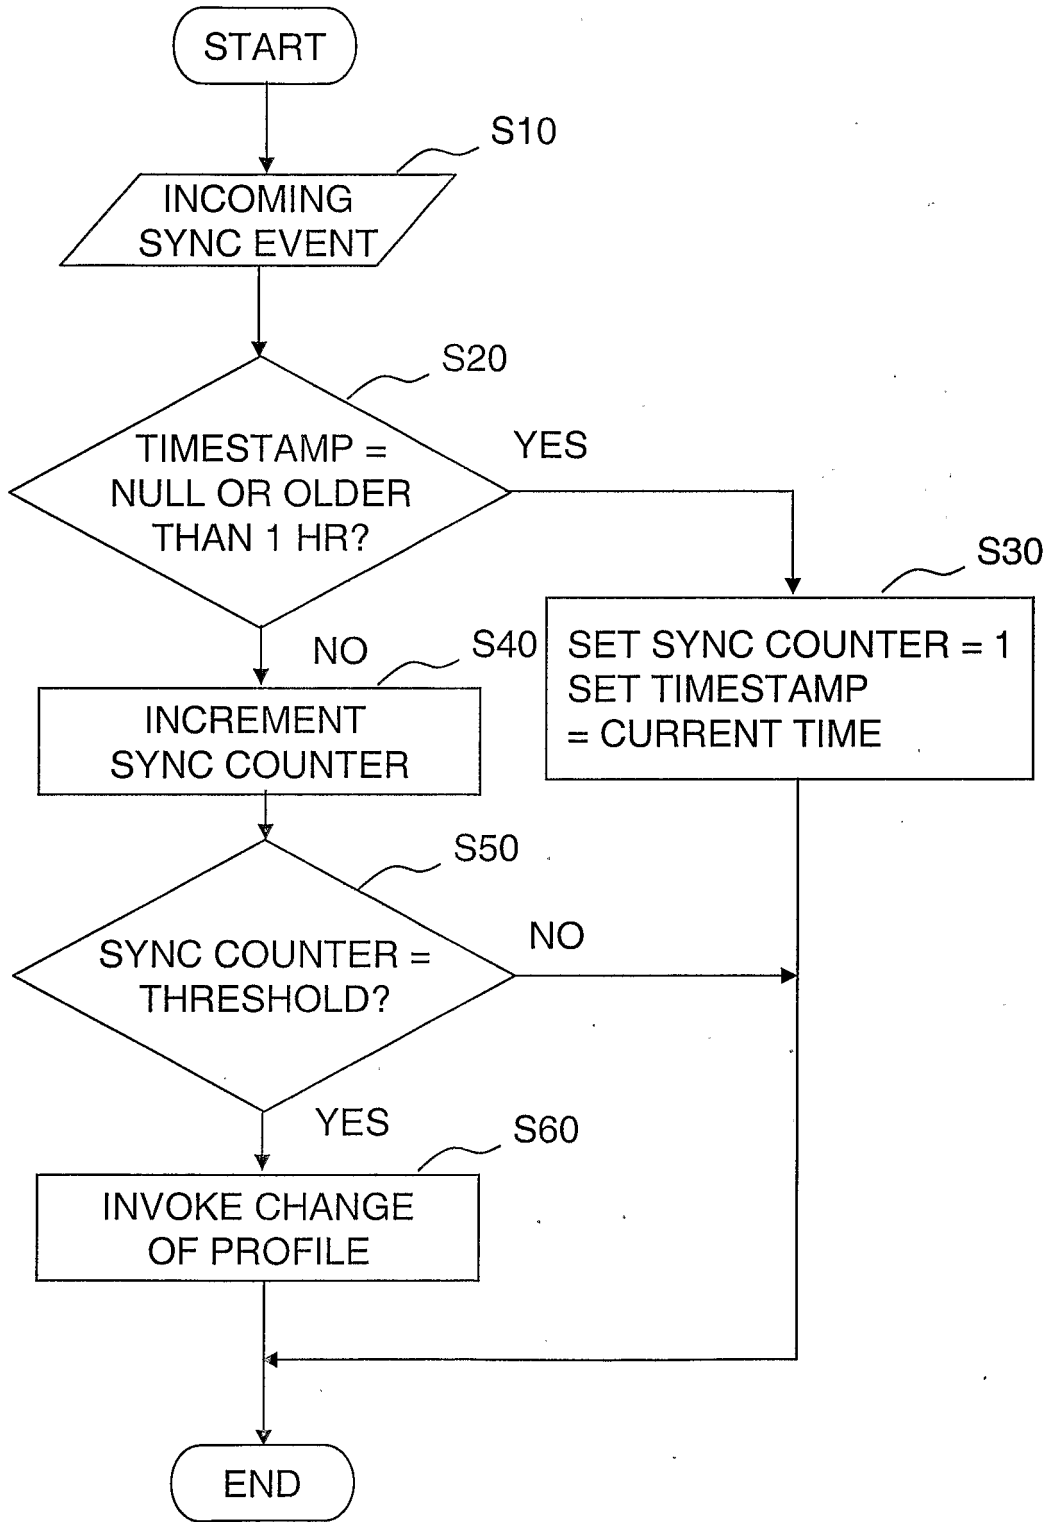 START
S10
INCOMING
SYNC EVENT
S20
TIMESTAMP =
NULL OR OLDER
THAN 1 HR?
YES
S30
SET SYNC COUNTER = 1
SET TIMESTAMP
= CURRENT TIME
NO
S40
INCREMENT
SYNC COUNTER
S50
SYNC COUNTER =
THRESHOLD?
NO
YES
S60
INVOKE CHANGE
OF PROFILE
END